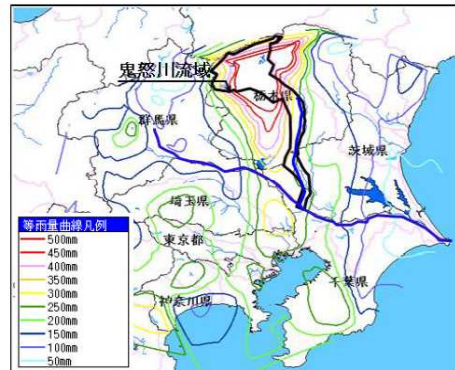 鬼怒川流域
栃木県
群馬県
茨城県
埼玉県
東京都
千葉県
神奈川県
等雨量曲線凡例
500mm
450mm
400mm
350mm
300mm
250mm
200mm
150mm
100mm
50mm